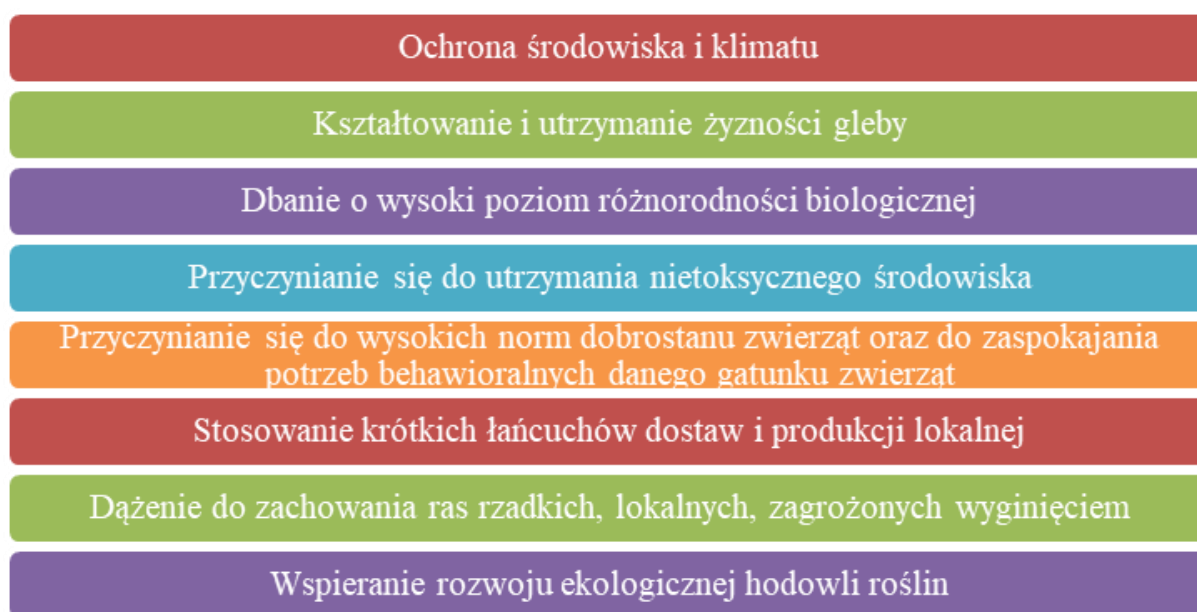 Ochrona środowiska i klimatu
Kształtowanie i utrzymanie żyzności gleby
Dbanie o wysoki poziom różnorodności biologicznej
Przyczynianie się do utrzymania nietoksycznego środowiska
Przyczynianie się do wysokich norm dobrostanu zwierząt oraz do zaspokajania
potrzeb behawioralnych danego gatunku zwierząt
Stosowanie krótkich łańcuchów dostaw i produkcji lokalnej
Dążenie do zachowania ras rzadkich, lokalnych, zagrożonych wyginięciem
Wspieranie rozwoju ekologicznej hodowli roślin